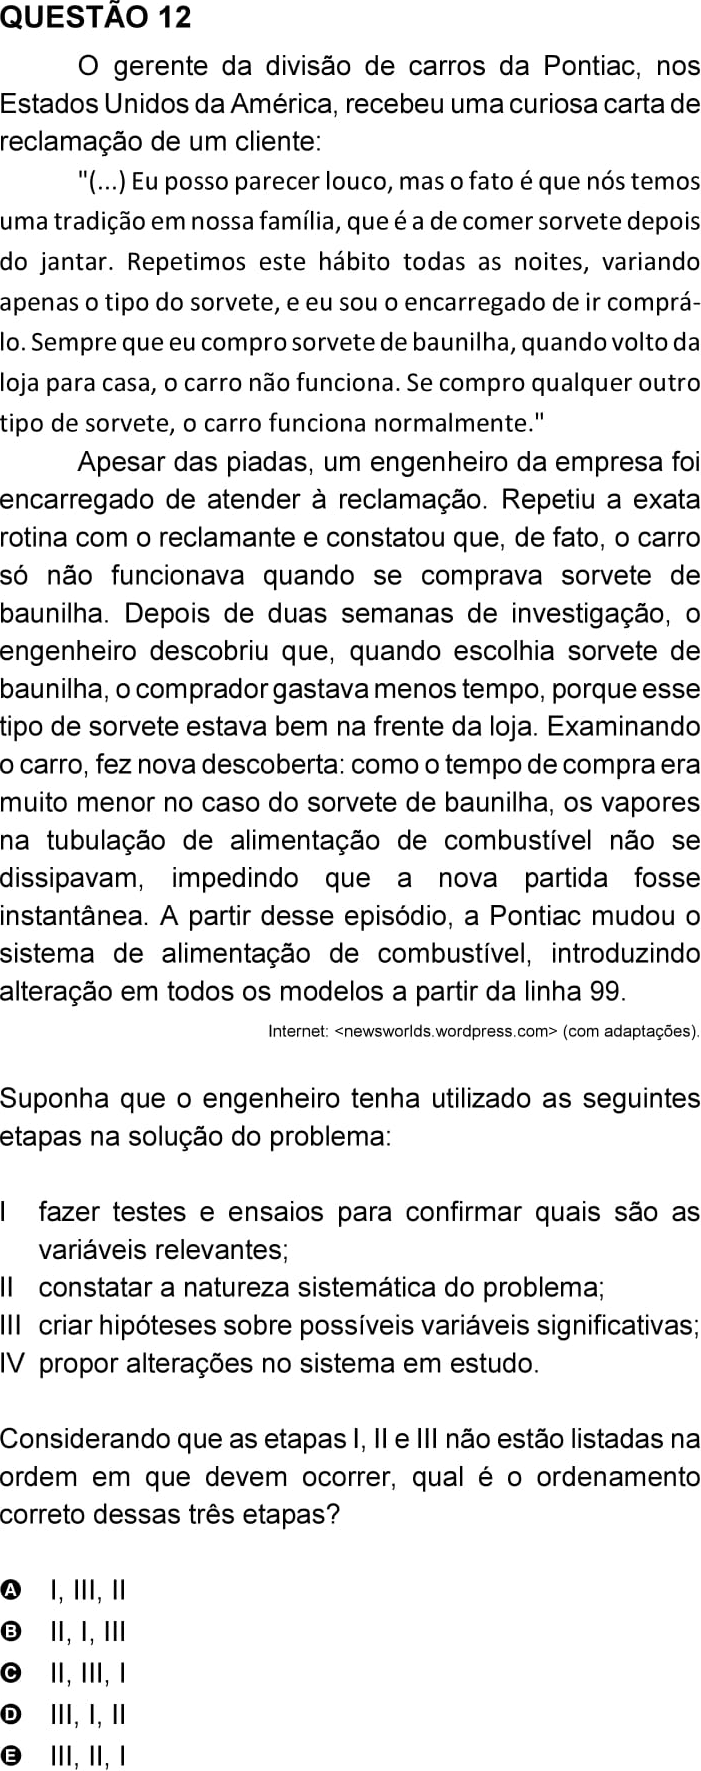 QUESTÃO 12
O gerente da divisão de carros da Pontiac, nos
Estados Unidos da América, recebeu uma curiosa carta de
reclamação de um cliente:
"(...) Eu posso parecer louco, mas o fato é que nós temos
uma tradição em nossa família, que é a de comer sorvete depois
do jantar. Repetimos este hábito todas as noites, variando
apenas o tipo do sorvete, e eu sou o encarregado de ir comprá-
lo. Sempre que eu compro sorvete de baunilha, quando volto da
loja para casa, o carro não funciona. Se compro qualquer outro
tipo de sorvete, o carro funciona normalmente."
Apesar das piadas, um engenheiro da empresa foi
encarregado de atender à reclamação. Repetiu a exata
rotina com o reclamante e constatou que, de fato, o carro
só não funcionava quando se comprava sorvete de
baunilha. Depois de duas semanas de investigação, o
engenheiro descobriu que, quando escolhia sorvete de
baunilha, o comprador gastava menos tempo, porque esse
tipo de sorvete estava bem na frente da loja. Examinando
o carro, fez nova descoberta: como o tempo de compra era
muito menor no caso do sorvete de baunilha, os vapores
na tubulação de alimentação de combustível não se
dissipavam, impedindo que a nova partida fosse
instantânea. A partir desse episódio, a Pontiac mudou o
sistema de alimentação de combustível, introduzindo
alteração em todos os modelos a partir da linha 99.
Internet: <newsworlds.wordpress.com> (com adaptações).
Suponha que o engenheiro tenha utilizado as seguintes
etapas na solução do problema:
I fazer testes e ensaios para confirmar quais são as
variáveis relevantes;
II constatar a natureza sistemática do problema;
III criar hipóteses sobre possíveis variáveis significativas;
IV propor alterações no sistema em estudo.
Considerando que as etapas I, II e III não estão listadas na
ordem em que devem ocorrer, qual é o ordenamento
correto dessas três etapas?
A I, III, II
B II, I, III
C II, III, I
D III, I, II
E III, II, I